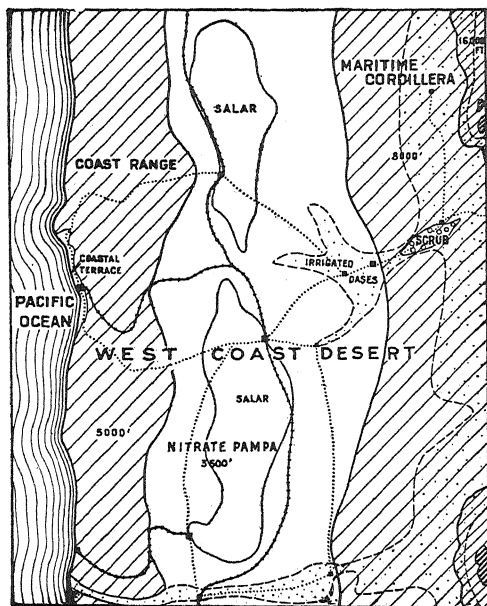 16,000
FT.
MARITIME
CORDILLERA
SALAR
COAST RANGE
8000'
SCRUB
COASTAL
TERRACE
IRRIGATED
OASES
PACIFIC
OCEAN
WEST COAST DESERT
SALAR
5000'
NITRATE PAMPA
3500'